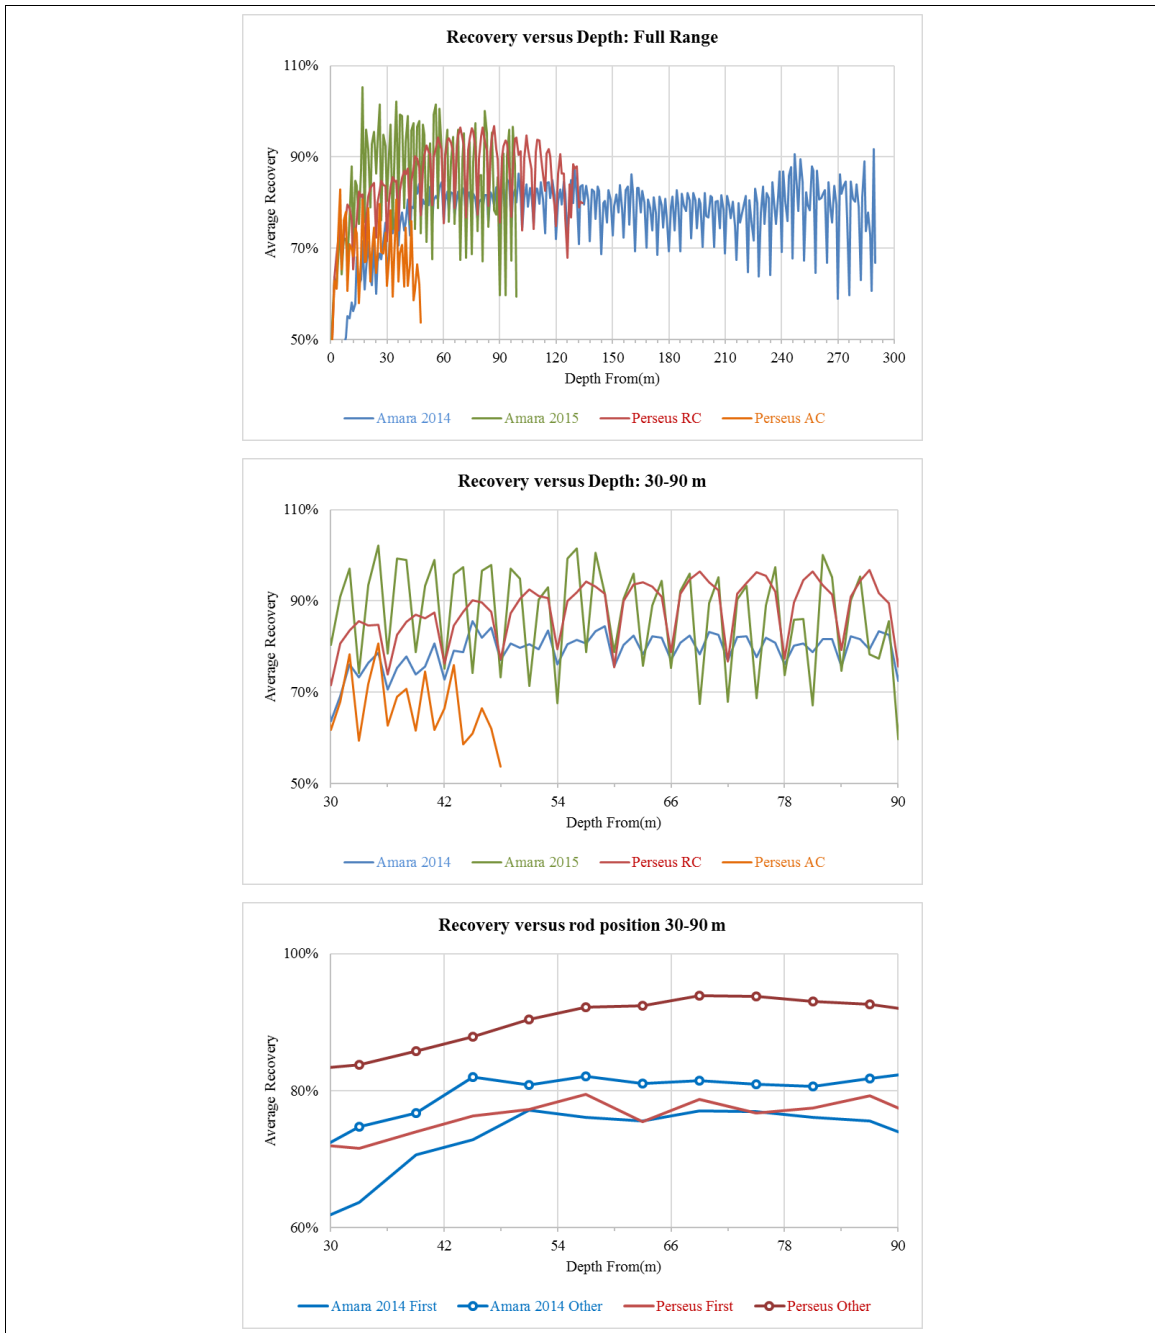 Recovery versus Depth: Full Range
110%
90%
70%
50%
Average Recovery
0 30 60 90 120 150 180 210 240 270 300
Depth From(m)
Amara 2014 Amara 2015 Perseus RC Perseus AC
Recovery versus Depth: 30-90 m
110%
90%
70%
50%
Average Recovery
30 42 54 66 78 90
Depth From(m)
Amara 2014 Amara 2015 Perseus RC Perseus AC
Recovery versus rod position 30-90 m
100%
80%
60%
Average Recovery
30 42 54 66 78 90
Depth From(m)
Amara 2014 First Amara 2014 Other Perseus First Perseus Other